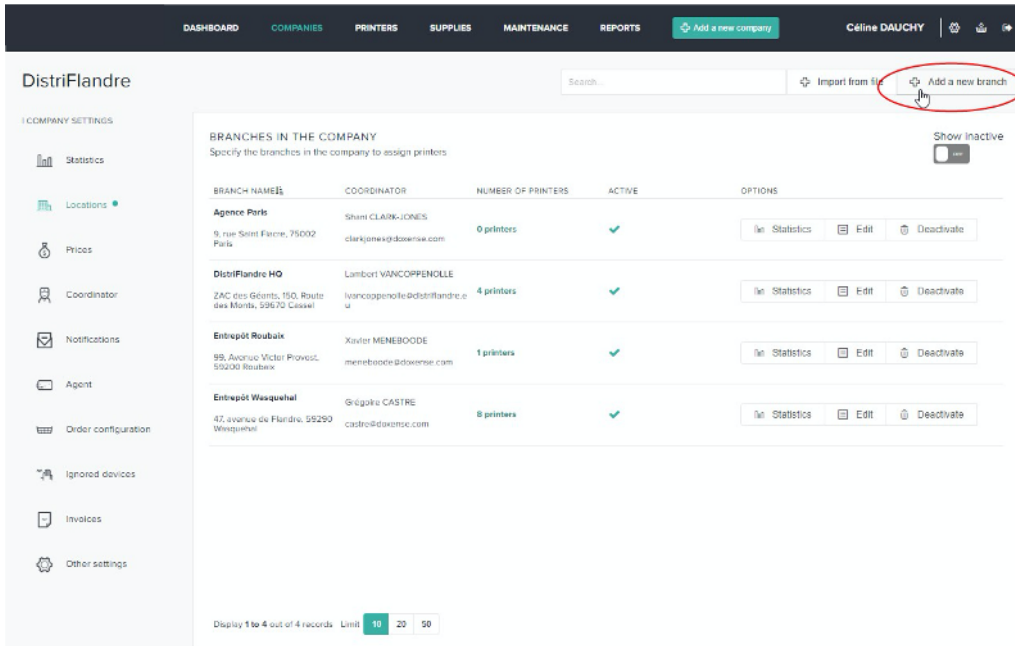 DASHBOARD COMPANIES PRINTERS SUPPLIES MAINTENANCE REPORTS Add a new company Céline DAUCHY
DistriFlandre
Search...
Import from file
Add a new branch
COMPANY SETTINGS
Statistics
Locations
Prices
Coordinator
Notifications
Agent
Order configuration
Ignored devices
Invoices
Other settings
BRANCHES IN THE COMPANY
Specify the branches in the company to assign printers
Show Inactive
OFF
BRANCH NAME COORDINATOR NUMBER OF PRINTERS ACTIVE OPTIONS
Agence Paris
9, rue Saint Fiacre, 75002
Paris
Shani CLARK-JONES
clarkjones@doxense.com
0 printers
Statistics Edit Deactivate
DistriFlandre HQ
ZAC des Géants, 150, Route
des Monts, 59670 Cassel
Lambert VANCOPPENOLLE
lvancoppenolle@distriflandre.e
u
4 printers
Statistics Edit Deactivate
Entrepôt Roubaix
99, Avenue Victor Provost,
59200 Roubaix
Xavier MENEBOODE
meneboode@doxense.com
1 printers
Statistics Edit Deactivate
Entrepôt Wasquehal
47, avenue de Flandre, 59290
Wasquehal
Grégoire CASTRE
castre@doxense.com
8 printers
Statistics Edit Deactivate
Display 1 to 4 out of 4 records Limit 10 20 50